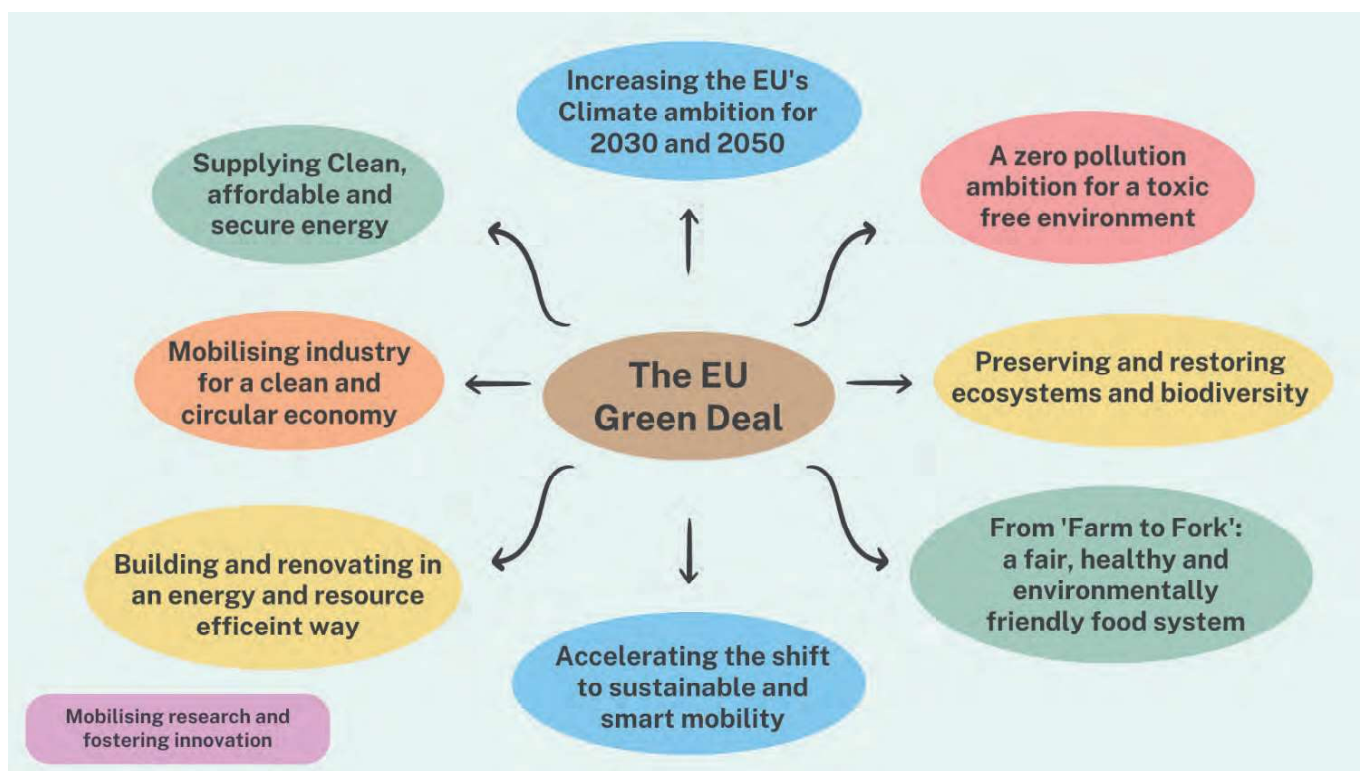 Increasing the EU's
Climate ambition for
2030 and 2050
Supplying Clean,
affordable and
secure energy
A zero pollution
ambition for a toxic
free environment
Mobilising industry
for a clean and
circular economy
The EU
Green Deal
Preserving and restoring
ecosystems and biodiversity
Building and renovating in
an energy and resource
efficeint way
From 'Farm to Fork':
a fair, healthy and
environmentally
friendly food system
Accelerating the shift
to sustainable and
smart mobility
Mobilising research and
fostering innovation